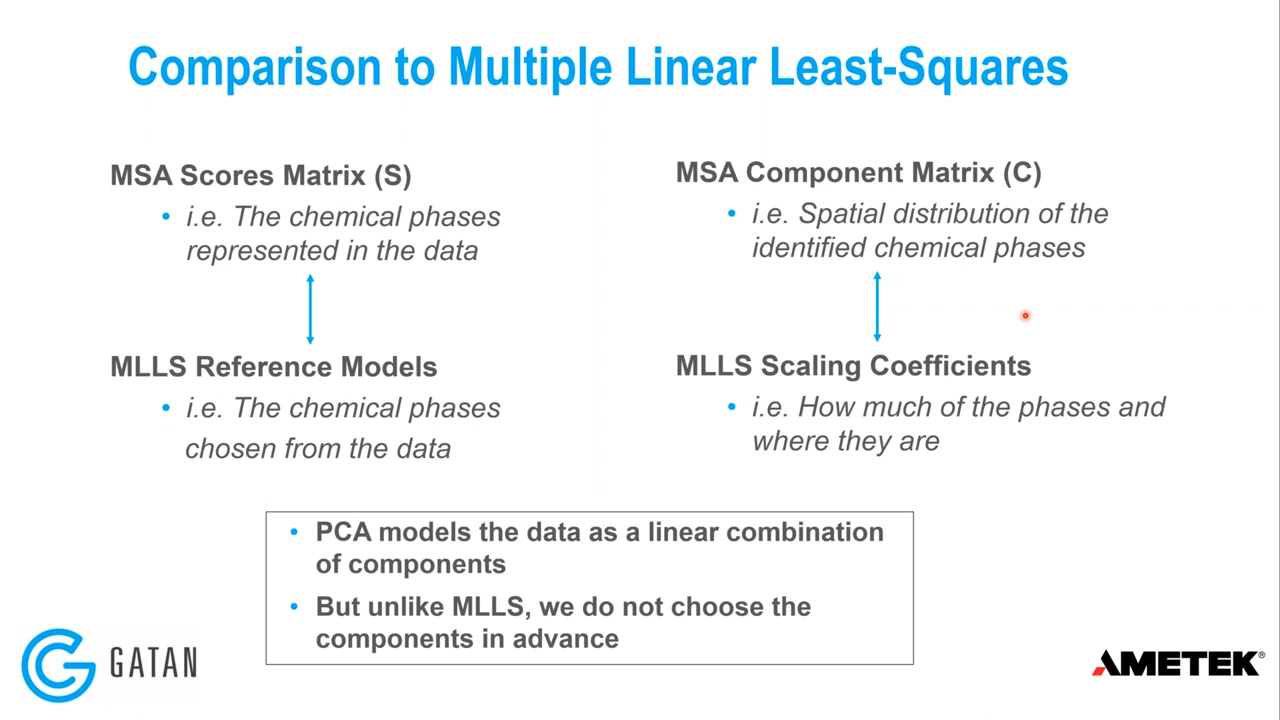 Comparison to Multiple Linear Least-Squares
MSA Scores Matrix (S)
• i.e. The chemical phases
represented in the data
MLLS Reference Models
• i.e. The chemical phases
chosen from the data
MSA Component Matrix (C)
• i.e. Spatial distribution of the
identified chemical phases
MLLS Scaling Coefficients
• i.e. How much of the phases and
where they are
• PCA models the data as a linear combination
of components
• But unlike MLLS, we do not choose the
components in advance
GATAN
AMETEK®